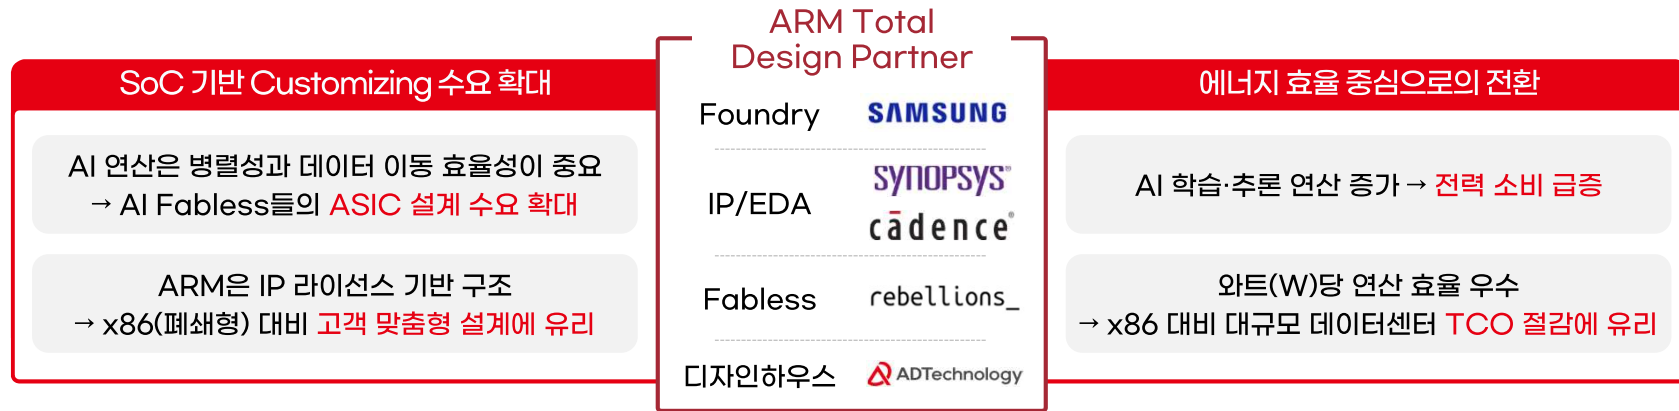 SoC 기반 Customizing 수요 확대
AI 연산은 병렬성과 데이터 이동 효율성이 중요
→ AI Fabless들의 ASIC 설계 수요 확대
ARM은 IP 라이선스 기반 구조
→ x86(폐쇄형) 대비 고객 맞춤형 설계에 유리
ARM Total
Design Partner
Foundry SAMSUNG
IP/EDA SYNOPSYS®
cādence®
Fabless rebellions_
디자인하우스 ADTechnology
에너지 효율 중심으로의 전환
AI 학습·추론 연산 증가 → 전력 소비 급증
와트(W)당 연산 효율 우수
→ x86 대비 대규모 데이터센터 TCO 절감에 유리